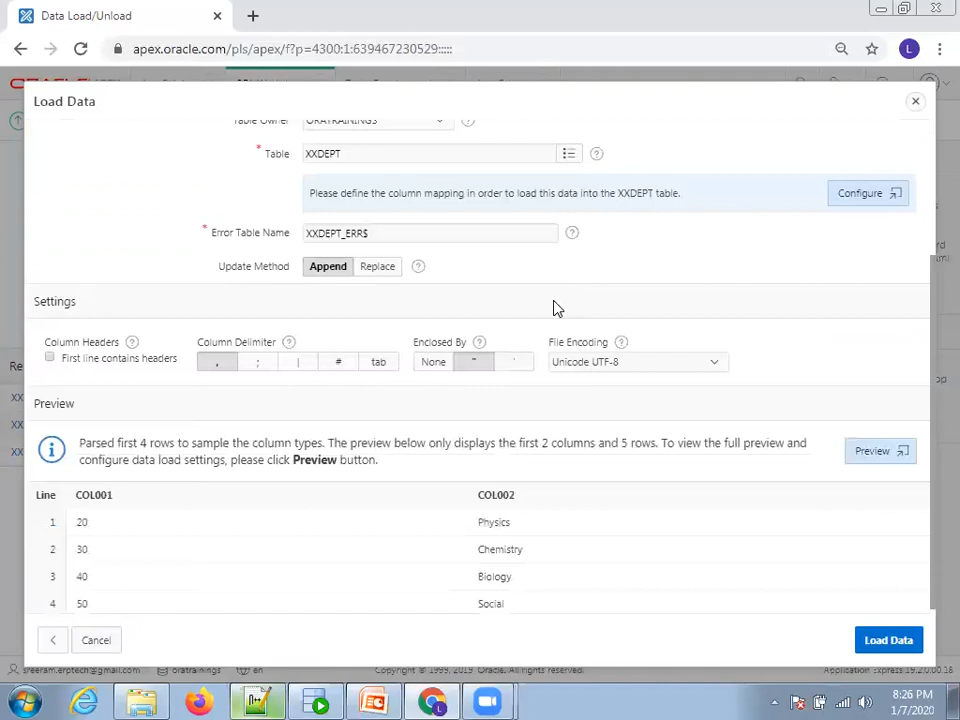 Data Load/Unload
apex.oracle.com/pls/apex/f?p=4300:1:639467230529:::::
L
Load Data
Table Owner
ORATRAININGS
* Table
XXDEPT
Please define the column mapping in order to load this data into the XXDEPT table.
Configure
* Error Table Name
XXDEPT_ERR$
Update Method
Append
Replace
Settings
Column Headers
Column Delimiter
Enclosed By
File Encoding
First line contains headers
, ; | # tab
None " '
Unicode UTF-8
Preview
Parsed first 4 rows to sample the column types. The preview below only displays the first 2 columns and 5 rows. To view the full preview and
configure data load settings, please click Preview button.
Preview
Line COL001 COL002
1 20 Physics
2 30 Chemistry
3 40 Biology
4 50 Social
Cancel
Load Data
sreeram.erptech@gmail.com oratrainings en
Copyright © 1999, 2019, Oracle. All rights reserved.
Application Express 19.2.0.00.18
8:26 PM
1/7/2020